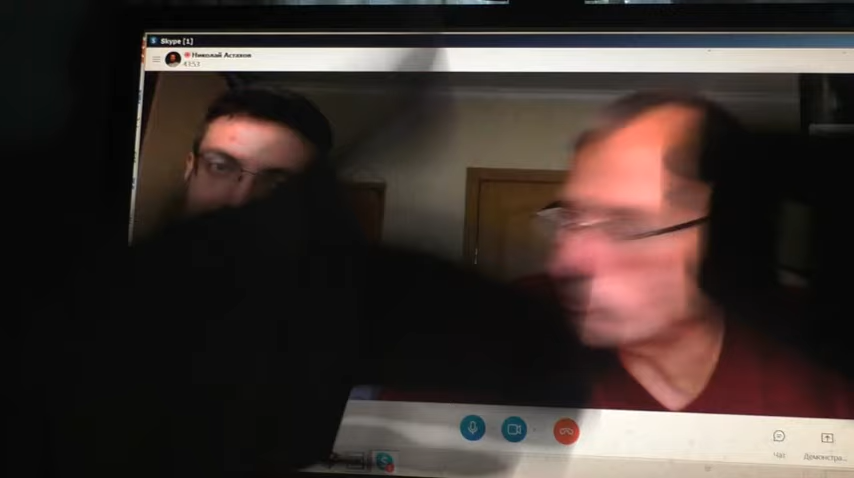 Skype [1]
Николай Астахов
43:53
Чат
Демонстра...